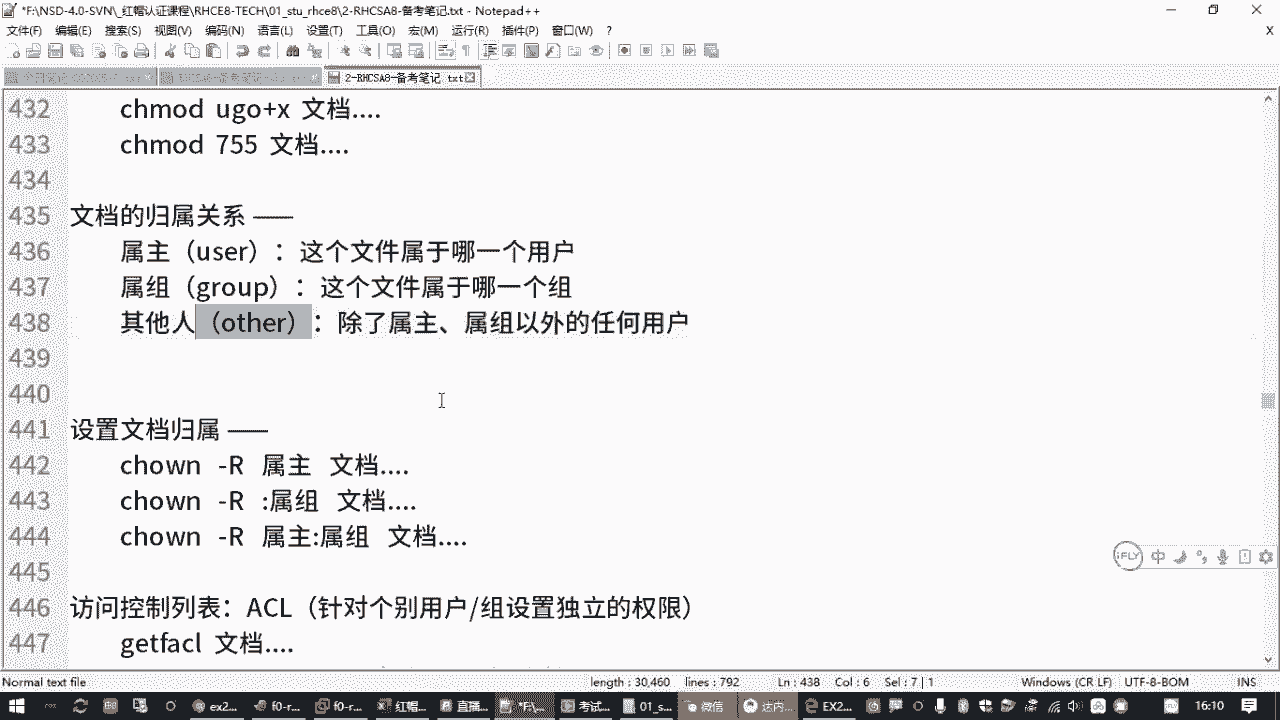 *F:\NSD-4.0-SVN\_红帽认证课程\RHCE8-TECH\01_stu_rhce8\2-RHCSA8-备考笔记.txt - Notepad++
文件(F) 编辑(E) 搜索(S) 视图(V) 编码(N) 语言(L) 设置(T) 工具(O) 宏(M) 运行(R) 插件(P) 窗口(W) ? X
2-RHCSA8-备考笔记.txt
432 chmod ugo+x 文档....
433 chmod 755 文档....
434
435 文档的归属关系 ——
436 属主（user）：这个文件属于哪一个用户
437 属组（group）：这个文件属于哪一个组
438 其他人（other）：除了属主、属组以外的任何用户
439
440
441 设置文档归属 ——
442 chown -R 属主 文档....
443 chown -R :属组 文档....
444 chown -R 属主:属组 文档....
445
446 访问控制列表：ACL（针对个别用户/组设置独立的权限）
447 getfacl 文档....
iFLY 中
Normal text file length : 30,460 lines : 792 Ln : 438 Col : 6 Sel : 7 | 1 Windows (CR LF) UTF-8-BOM INS
ex2... f0-r... f0-r... 红帽... 直播... *F:\... 考试... 01_s... 微信 达内... EX2... 16:10